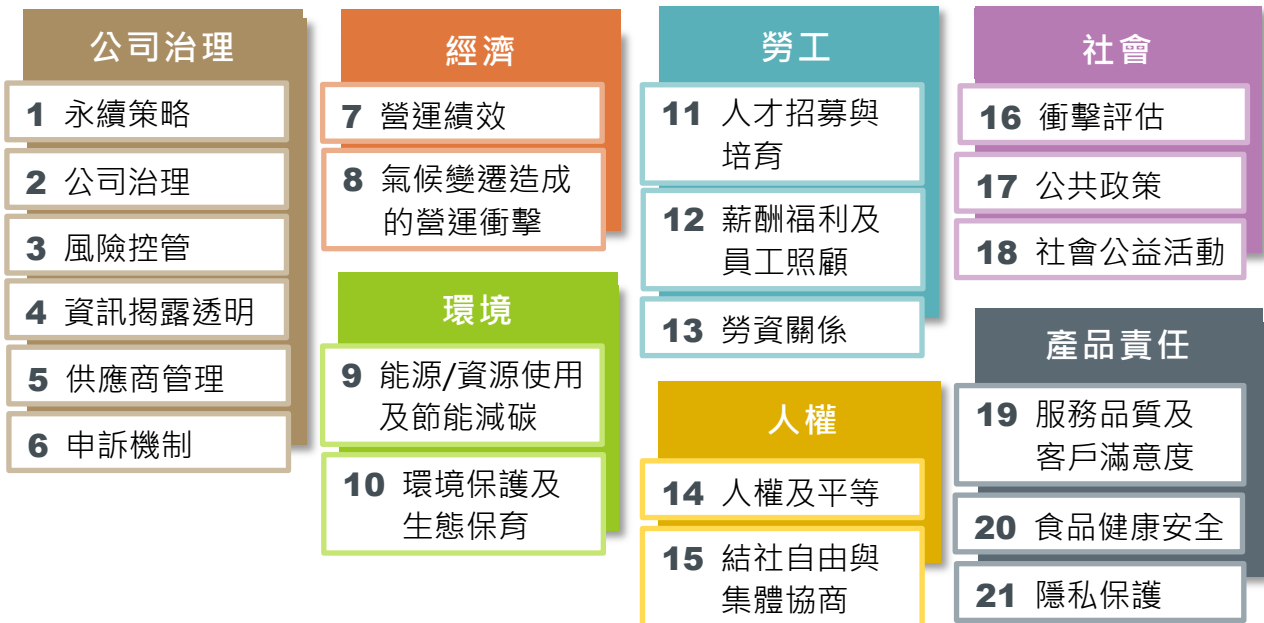 公司治理
1 永續策略
2 公司治理
3 風險控管
4 資訊揭露透明
5 供應商管理
6 申訴機制
經濟
7 營運績效
8 氣候變遷造成
的營運衝擊
環境
9 能源/資源使用
及節能減碳
10 環境保護及
生態保育
勞工
11 人才招募與
培育
12 薪酬福利及
員工照顧
13 勞資關係
人權
14 人權及平等
15 結社自由與
集體協商
社會
16 衝擊評估
17 公共政策
18 社會公益活動
產品責任
19 服務品質及
客戶滿意度
20 食品健康安全
21 隱私保護